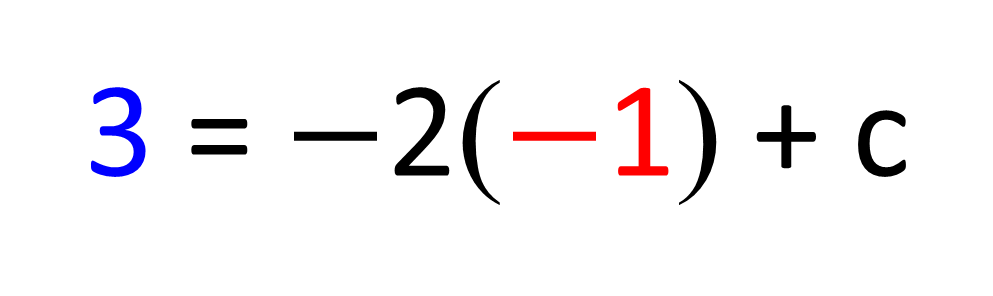 3 = −2(−1) + c